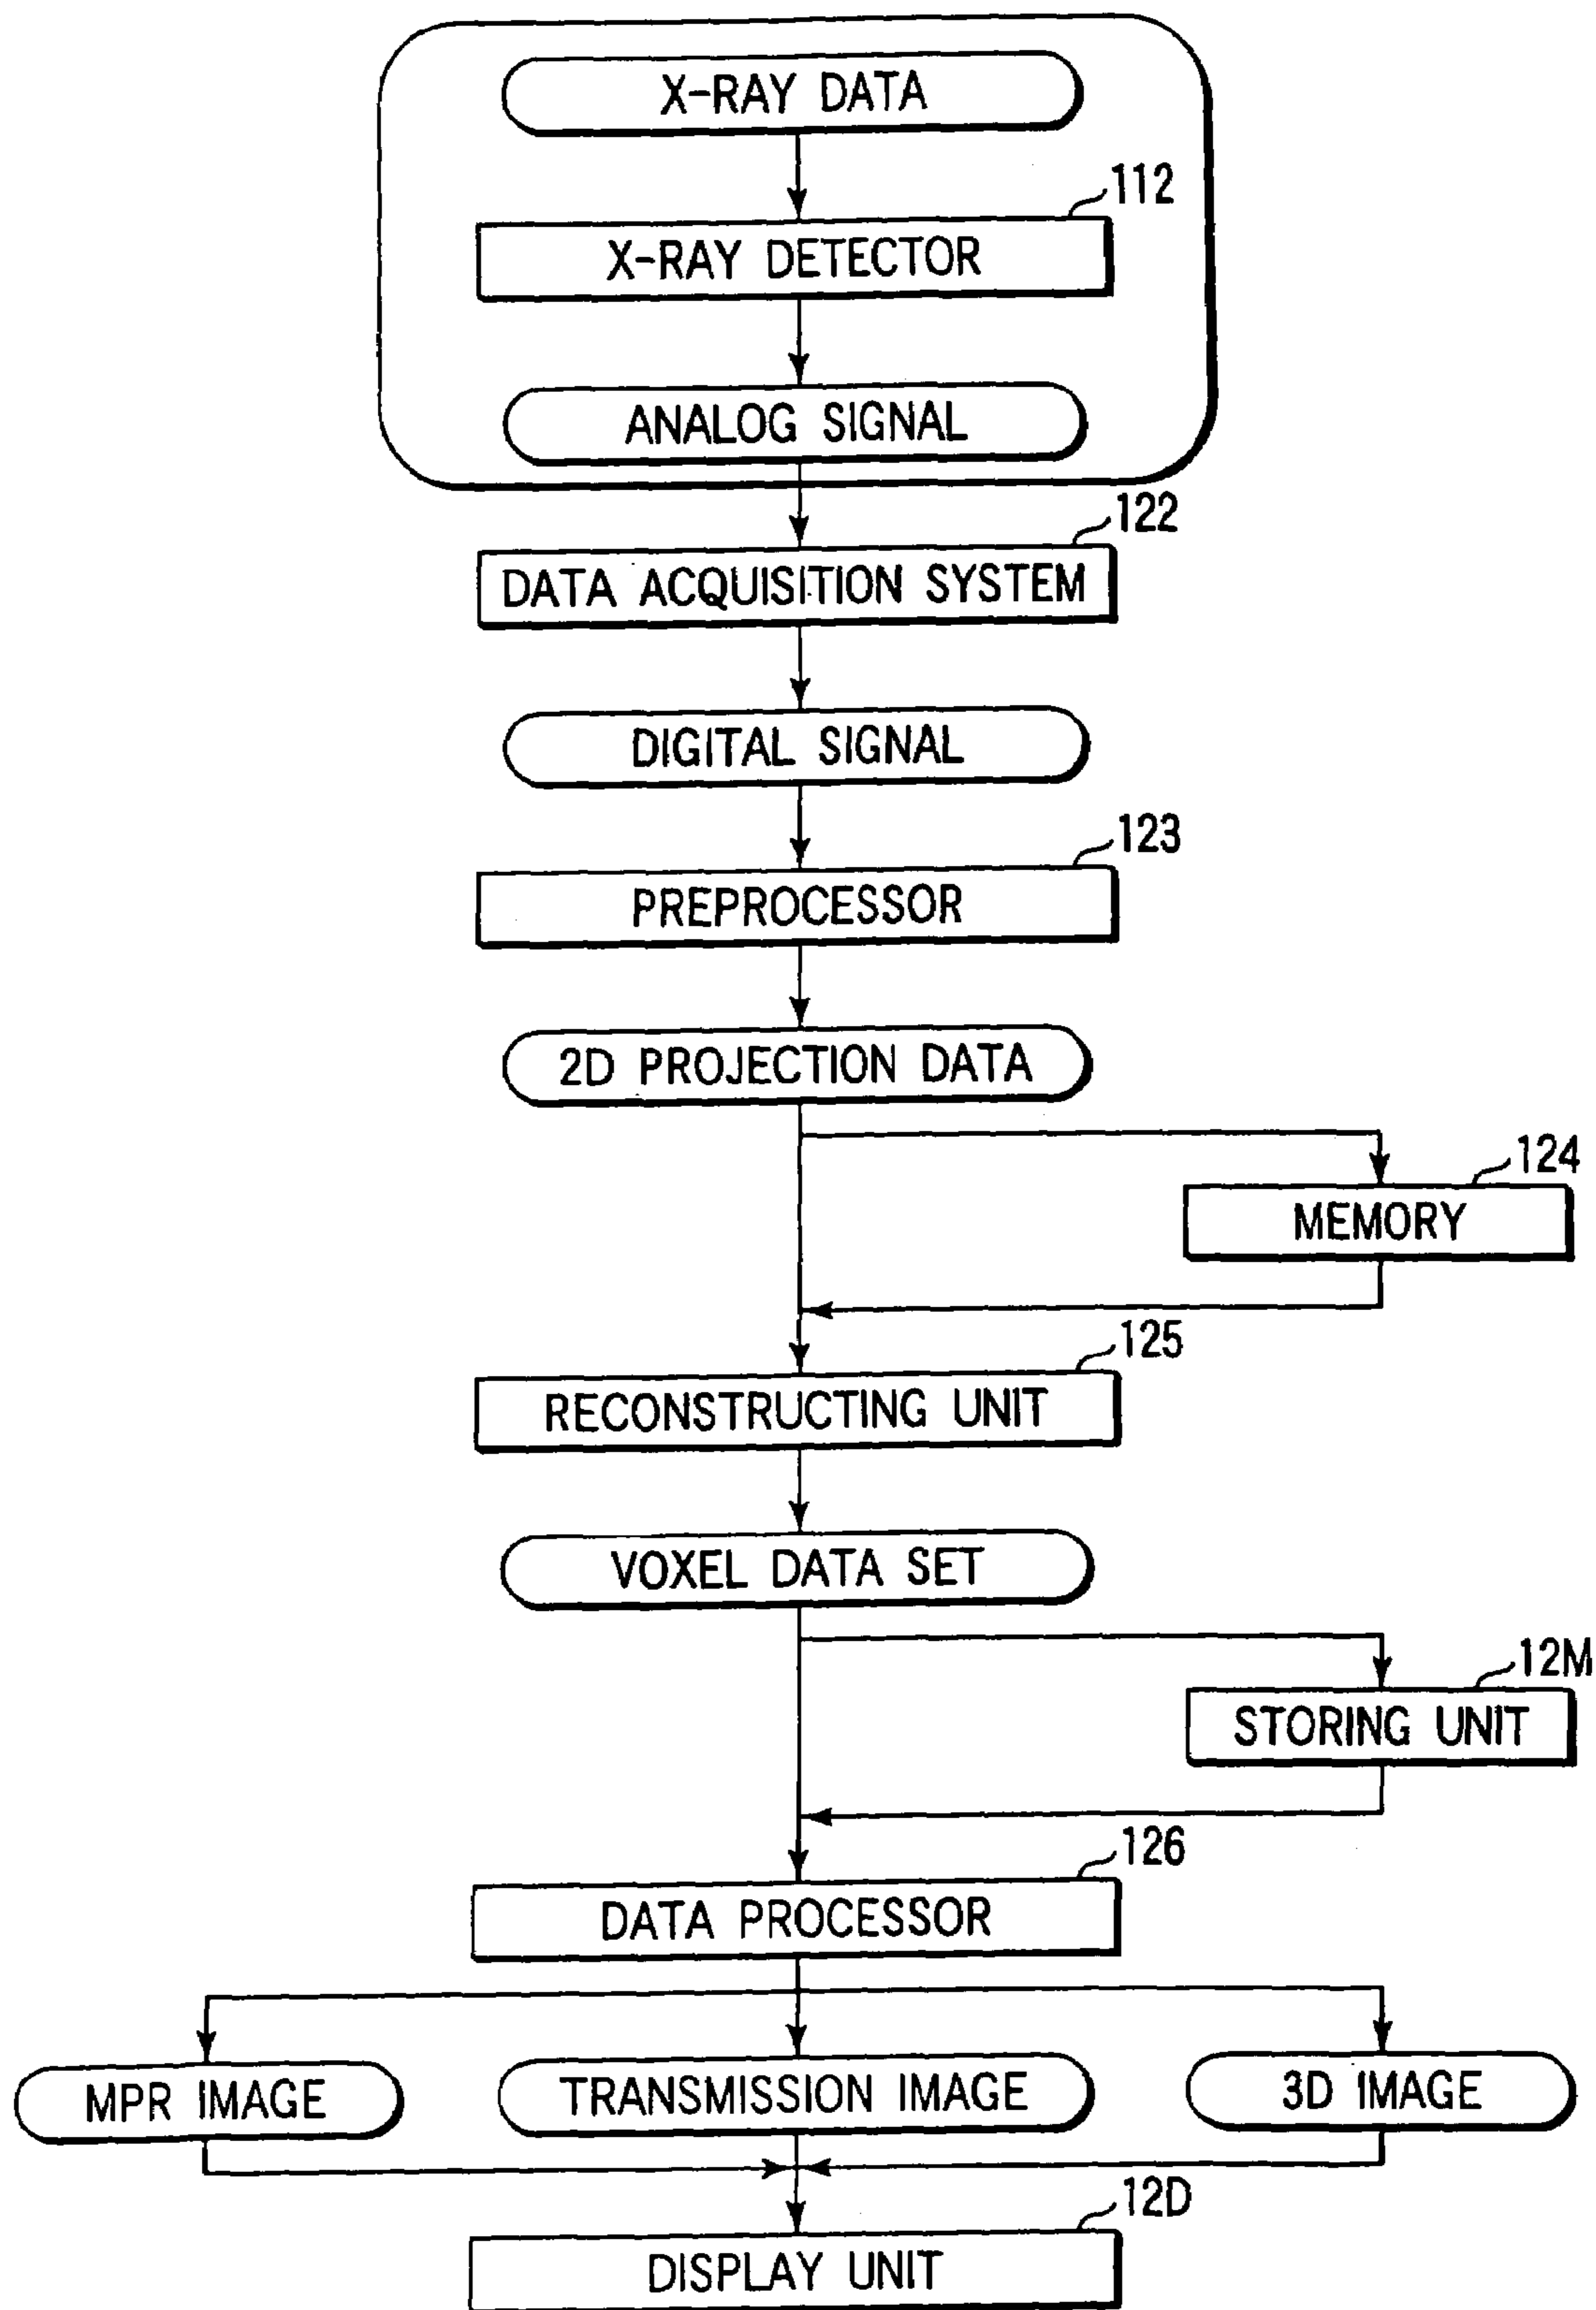 X-RAY DATA
112
X-RAY DETECTOR
ANALOG SIGNAL
122
DATA ACQUISITION SYSTEM
DIGITAL SIGNAL
123
PREPROCESSOR
2D PROJECTION DATA
124
MEMORY
125
RECONSTRUCTING UNIT
VOXEL DATA SET
12M
STORING UNIT
126
DATA PROCESSOR
MPR IMAGE
TRANSMISSION IMAGE
3D IMAGE
12D
DISPLAY UNIT